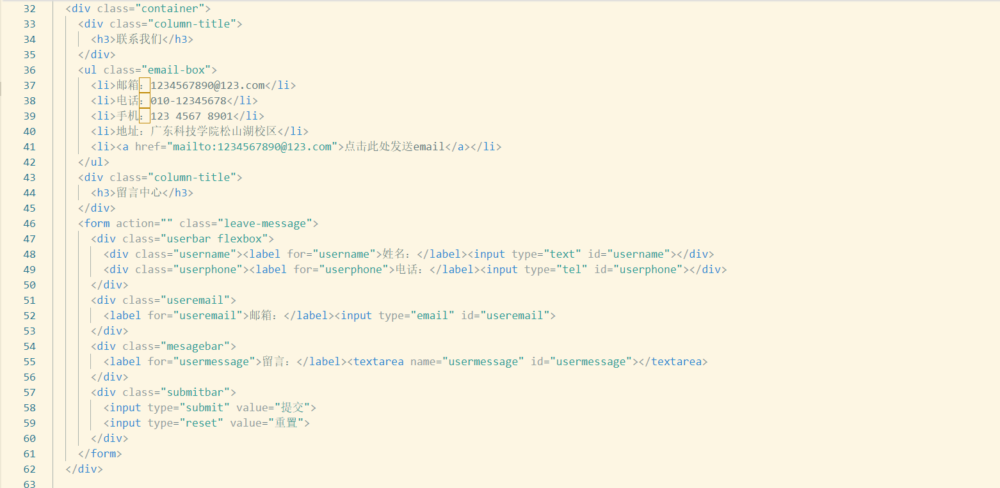 32 <div class="container">
33 <div class="column-title">
34 <h3>联系我们</h3>
35 </div>
36 <ul class="email-box">
37 <li>邮箱：1234567890@123.com</li>
38 <li>电话：010-12345678</li>
39 <li>手机：123 4567 8901</li>
40 <li>地址：广东科技学院松山湖校区</li>
41 <li><a href="mailto:1234567890@123.com">点击此处发送email</a></li>
42 </ul>
43 <div class="column-title">
44 <h3>留言中心</h3>
45 </div>
46 <form action="" class="leave-message">
47 <div class="userbar flexbox">
48 <div class="username"><label for="username">姓名：</label><input type="text" id="username"></div>
49 <div class="userphone"><label for="userphone">电话：</label><input type="tel" id="userphone"></div>
50 </div>
51 <div class="useremail">
52 <label for="useremail">邮箱：</label><input type="email" id="useremail">
53 </div>
54 <div class="mesagebar">
55 <label for="usermessage">留言：</label><textarea name="usermessage" id="usermessage"></textarea>
56 </div>
57 <div class="submitbar">
58 <input type="submit" value="提交">
59 <input type="reset" value="重置">
60 </div>
61 </form>
62 </div>
63